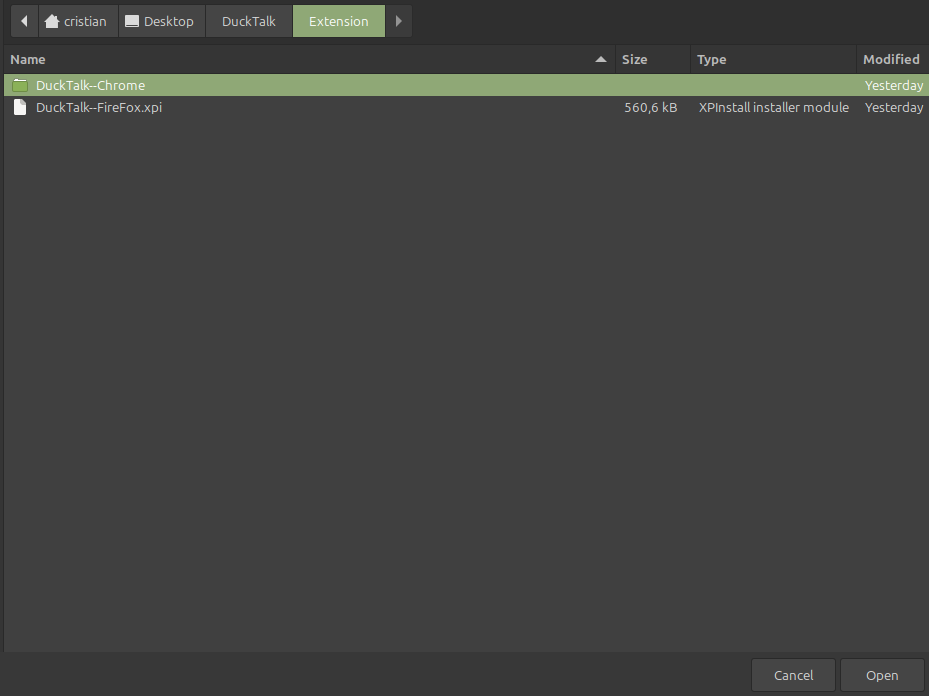 cristian Desktop DuckTalk Extension
Name Size Type Modified
DuckTalk--Chrome Yesterday
DuckTalk--FireFox.xpi 560,6 kB XPInstall installer module Yesterday
Cancel Open